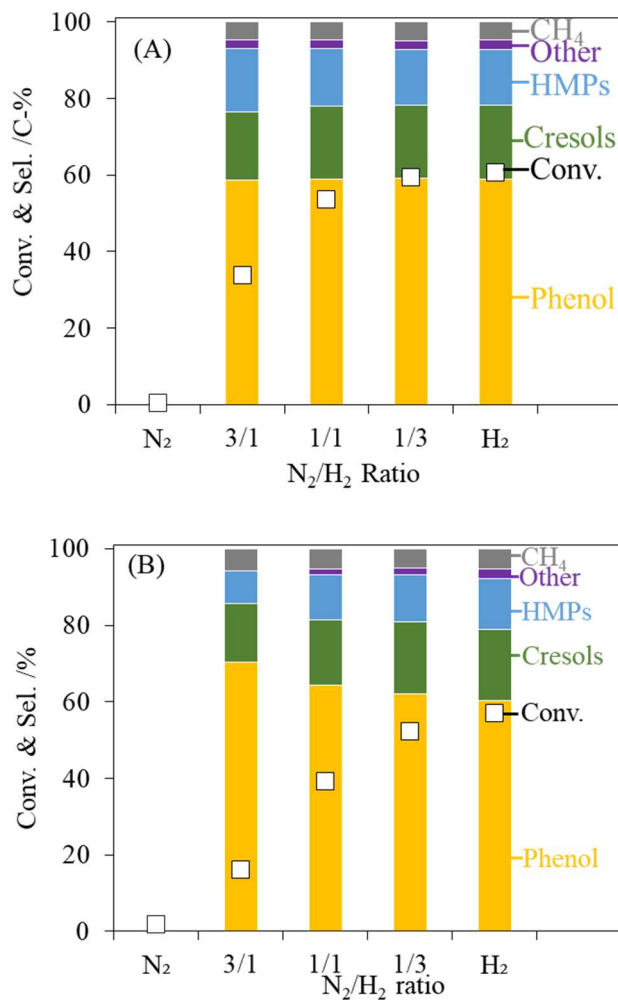 (A)
Conv. & Sel. /C-%
100
80
60
40
20
0
CH₄
Other
HMPs
Cresols
Conv.
Phenol
N₂ 3/1 1/1 1/3 H₂
N₂/H₂ Ratio
(B)
Conv. & Sel. /%
100
80
60
40
20
0
CH₄
Other
HMPs
Cresols
Conv.
Phenol
N₂ 3/1 1/1 1/3 H₂
N₂/H₂ ratio